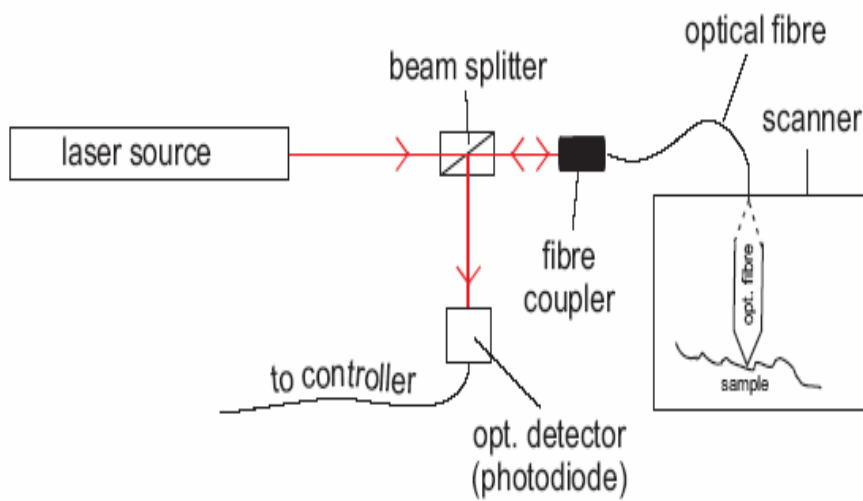 optical fibre
beam splitter
scanner
laser source
fibre
coupler
opt. fibre
sample
to controller
opt. detector
(photodiode)